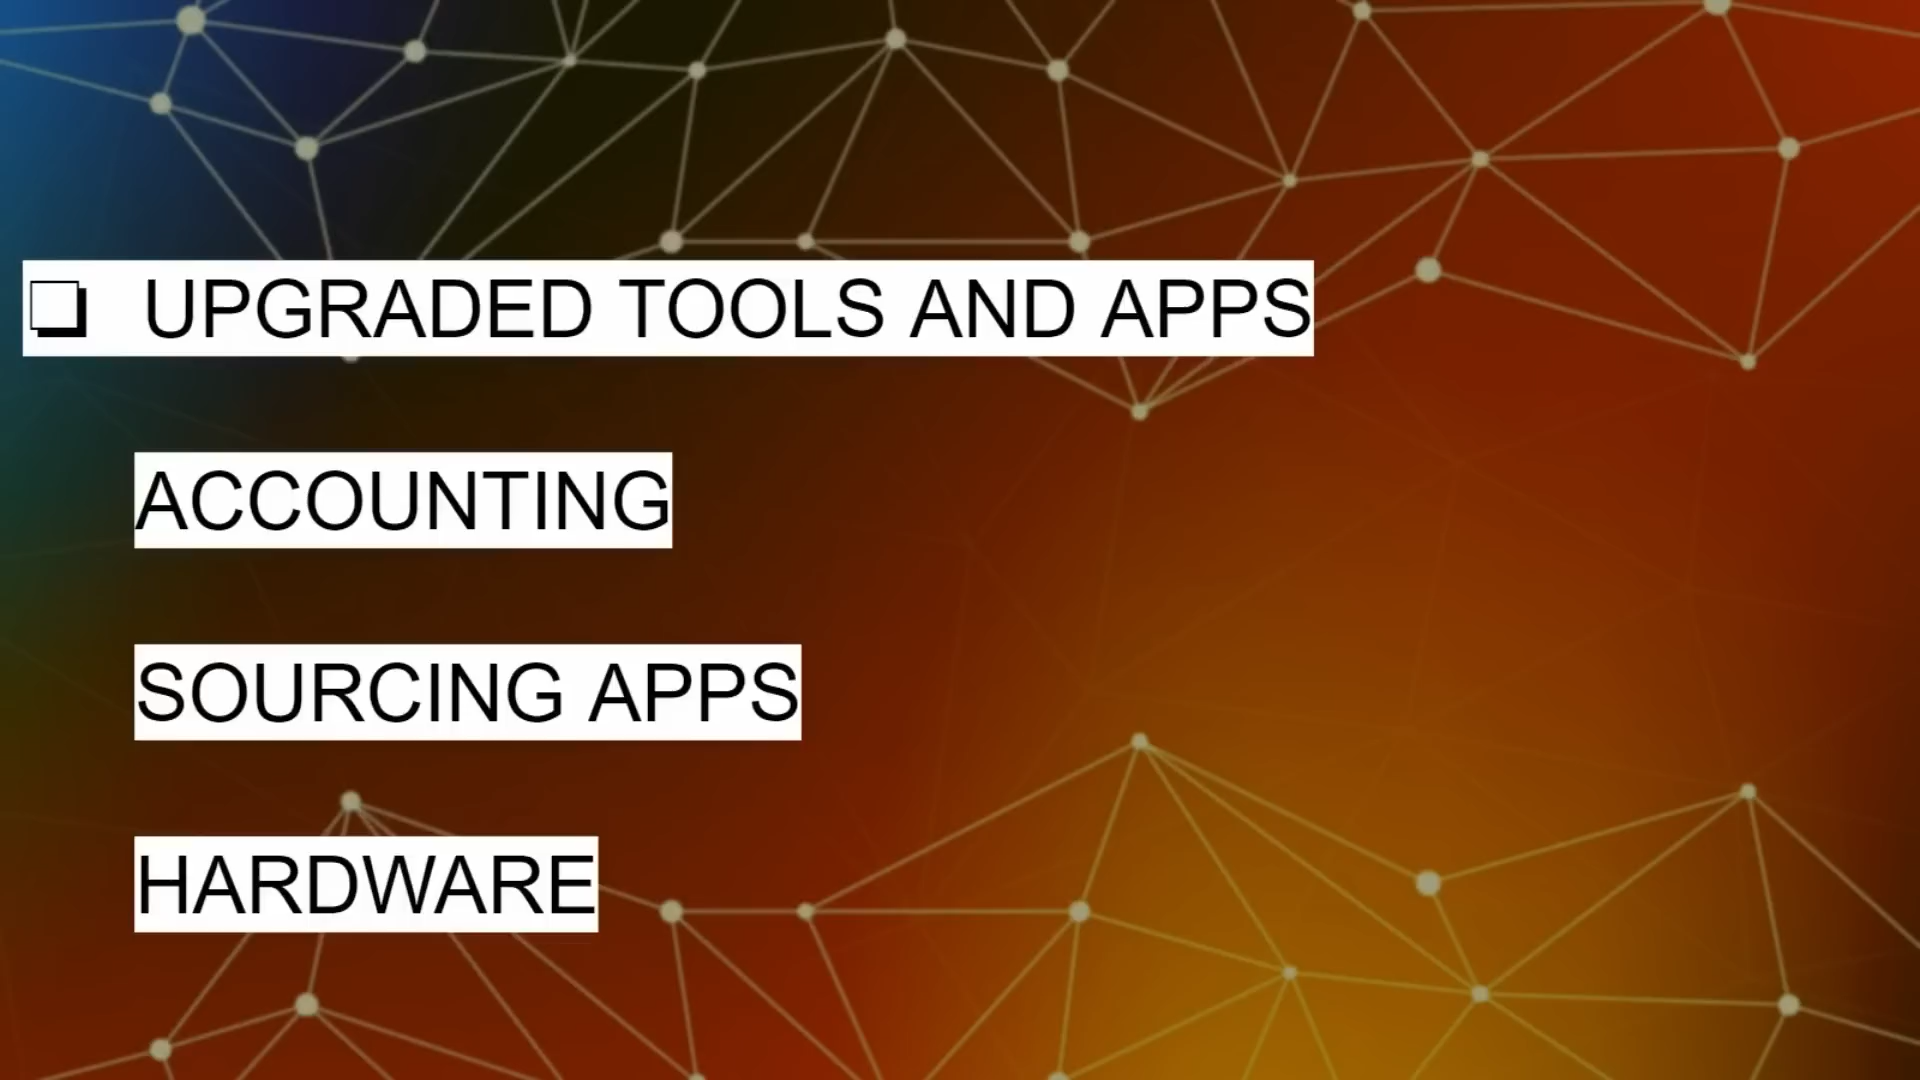 ❏ UPGRADED TOOLS AND APPS
ACCOUNTING
SOURCING APPS
HARDWARE